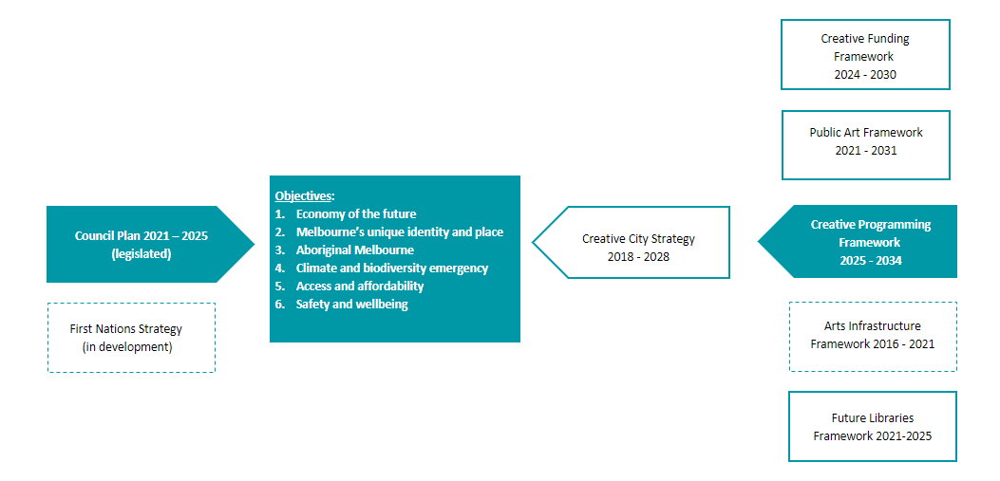 Council Plan 2021 – 2025
(legislated)
First Nations Strategy
(in development)
Objectives:
1. Economy of the future
2. Melbourne's unique identity and place
3. Aboriginal Melbourne
4. Climate and biodiversity emergency
5. Access and affordability
6. Safety and wellbeing
Creative City Strategy
2018 - 2028
Creative Funding
Framework
2024 - 2030
Public Art Framework
2021 - 2031
Creative Programming
Framework
2025 - 2034
Arts Infrastructure
Framework 2016 - 2021
Future Libraries
Framework 2021-2025